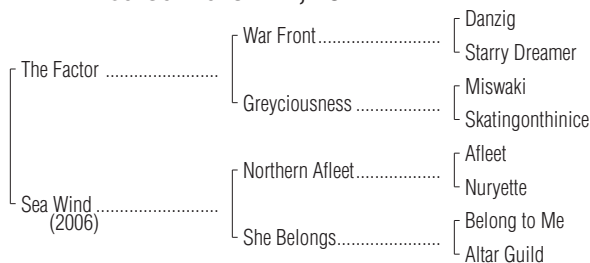 Danzig
War Front
Starry Dreamer
The Factor
Miswaki
Greyciousness
Skatingonthinice
Afleet
Northern Afleet
Nuryette
Sea Wind
(2006)
Belong to Me
She Belongs
Altar Guild